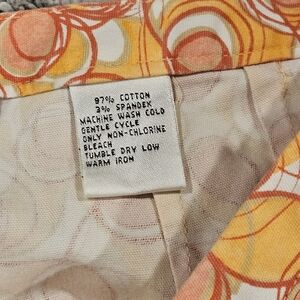 97% COTTON
3% SPANDEX
MACHINE WASH COLD
GENTLE CYCLE
ONLY NON-CHLORINE
BLEACH
TUMBLE DRY LOW
WARM IRON